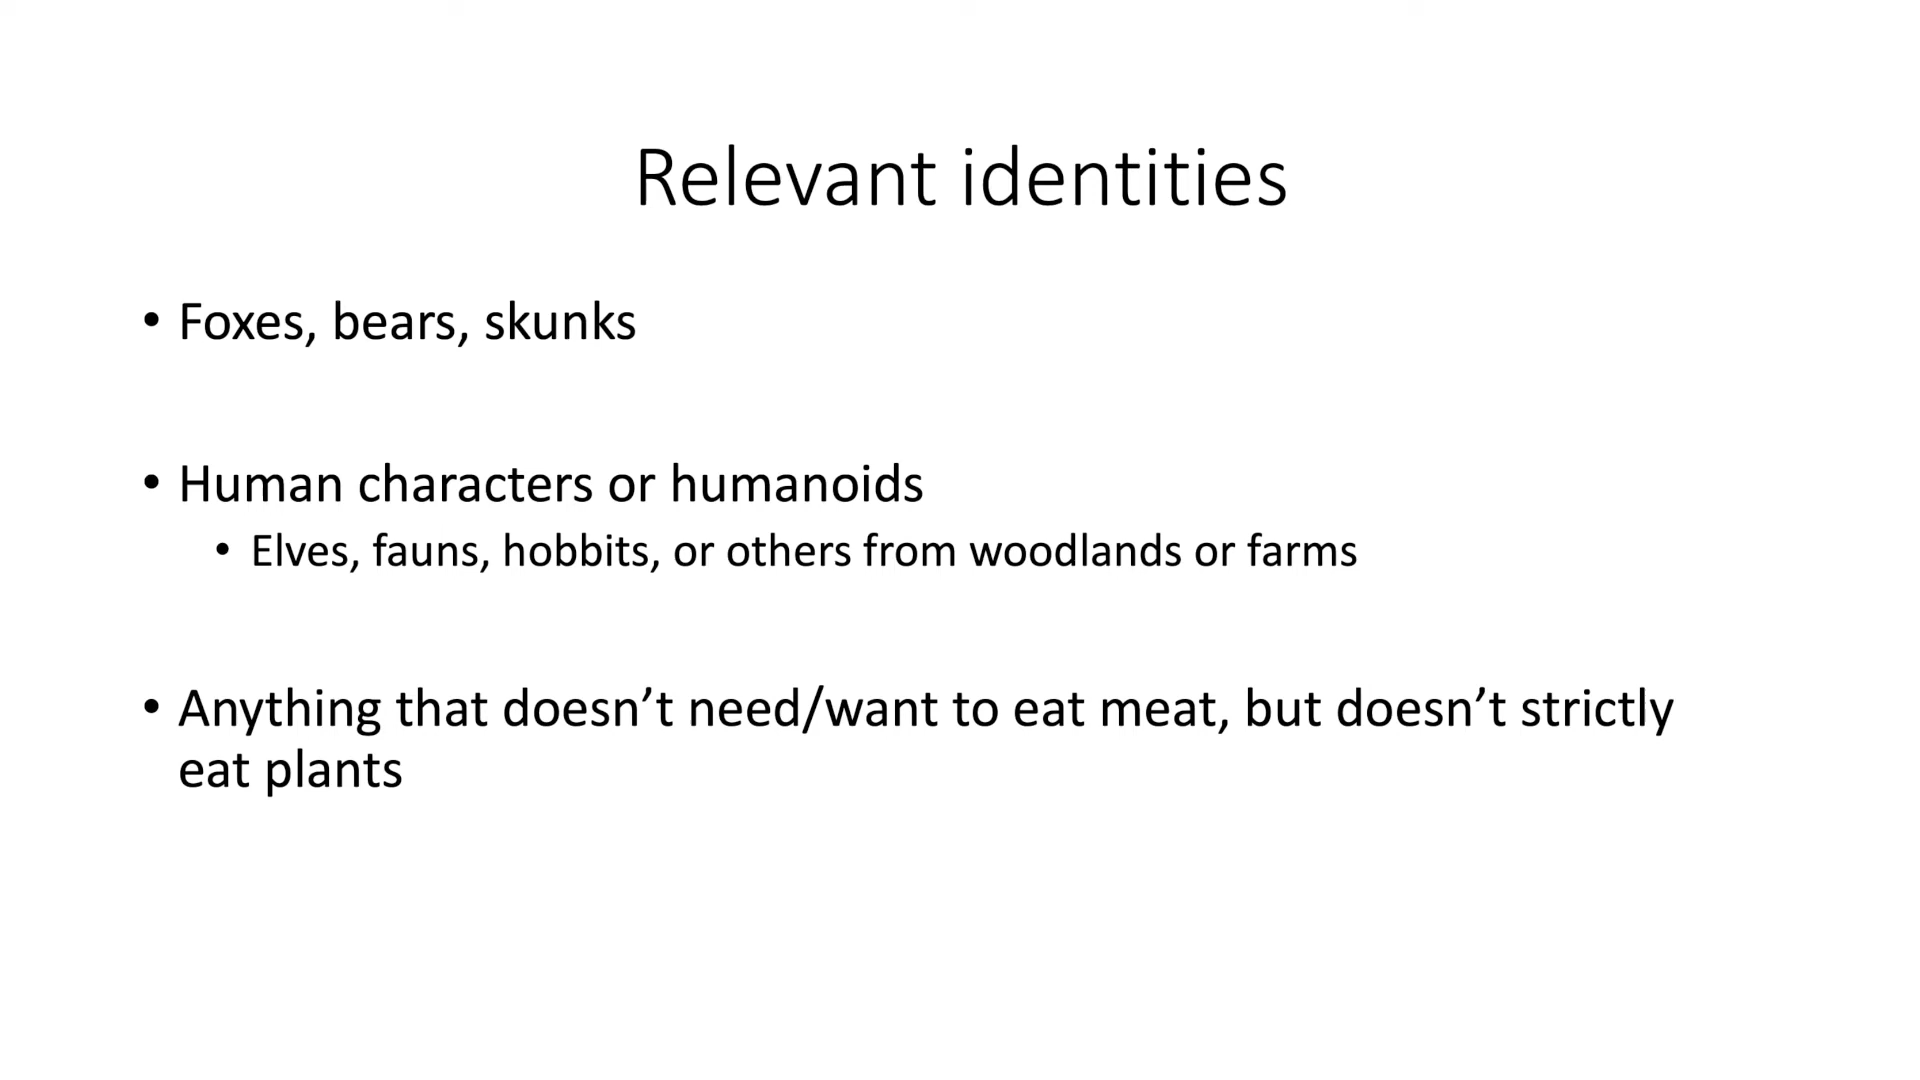 Relevant identities
• Foxes, bears, skunks
• Human characters or humanoids
• Elves, fauns, hobbits, or others from woodlands or farms
• Anything that doesn’t need/want to eat meat, but doesn’t strictly
eat plants